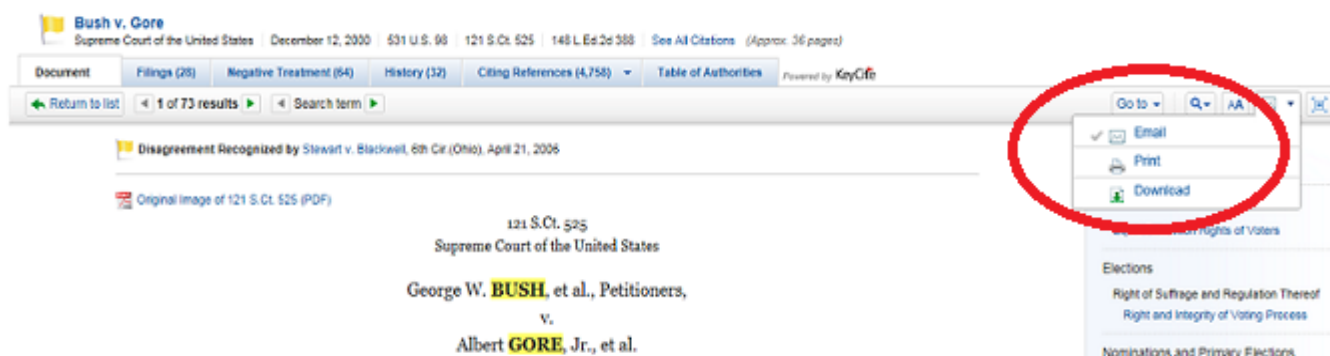 Bush v. Gore
Supreme Court of the United States December 12, 2000 531 U.S. 98 121 S.Ct. 525 148 L.Ed.2d 388 See All Citations (Approx. 36 pages)
Document Filings (28) Negative Treatment (64) History (32) Citing References (4,758) Table of Authorities Powered by KeyCite
Return to list 1 of 73 results Search term Go to AA
Email
Print
Download
Disagreement Recognized by Stewart v. Blackwell, 6th Cir.(Ohio), April 21, 2006
Original Image of 121 S.Ct. 525 (PDF)
121 S.Ct. 525
Supreme Court of the United States
George W. BUSH, et al., Petitioners,
v.
Albert GORE, Jr., et al.
Rights of Voters
Elections
Right of Suffrage and Regulation Thereof
Right and Integrity of Voting Process
Nominations and Primary Elections